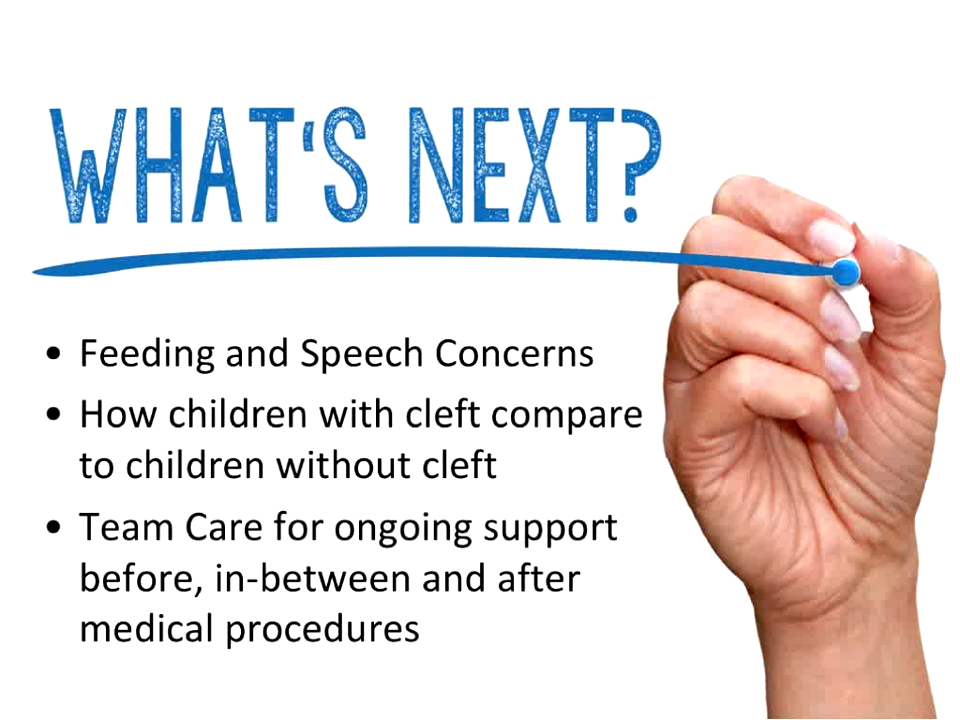 WHAT'S NEXT?
• Feeding and Speech Concerns
• How children with cleft compare
to children without cleft
• Team Care for ongoing support
before, in-between and after
medical procedures